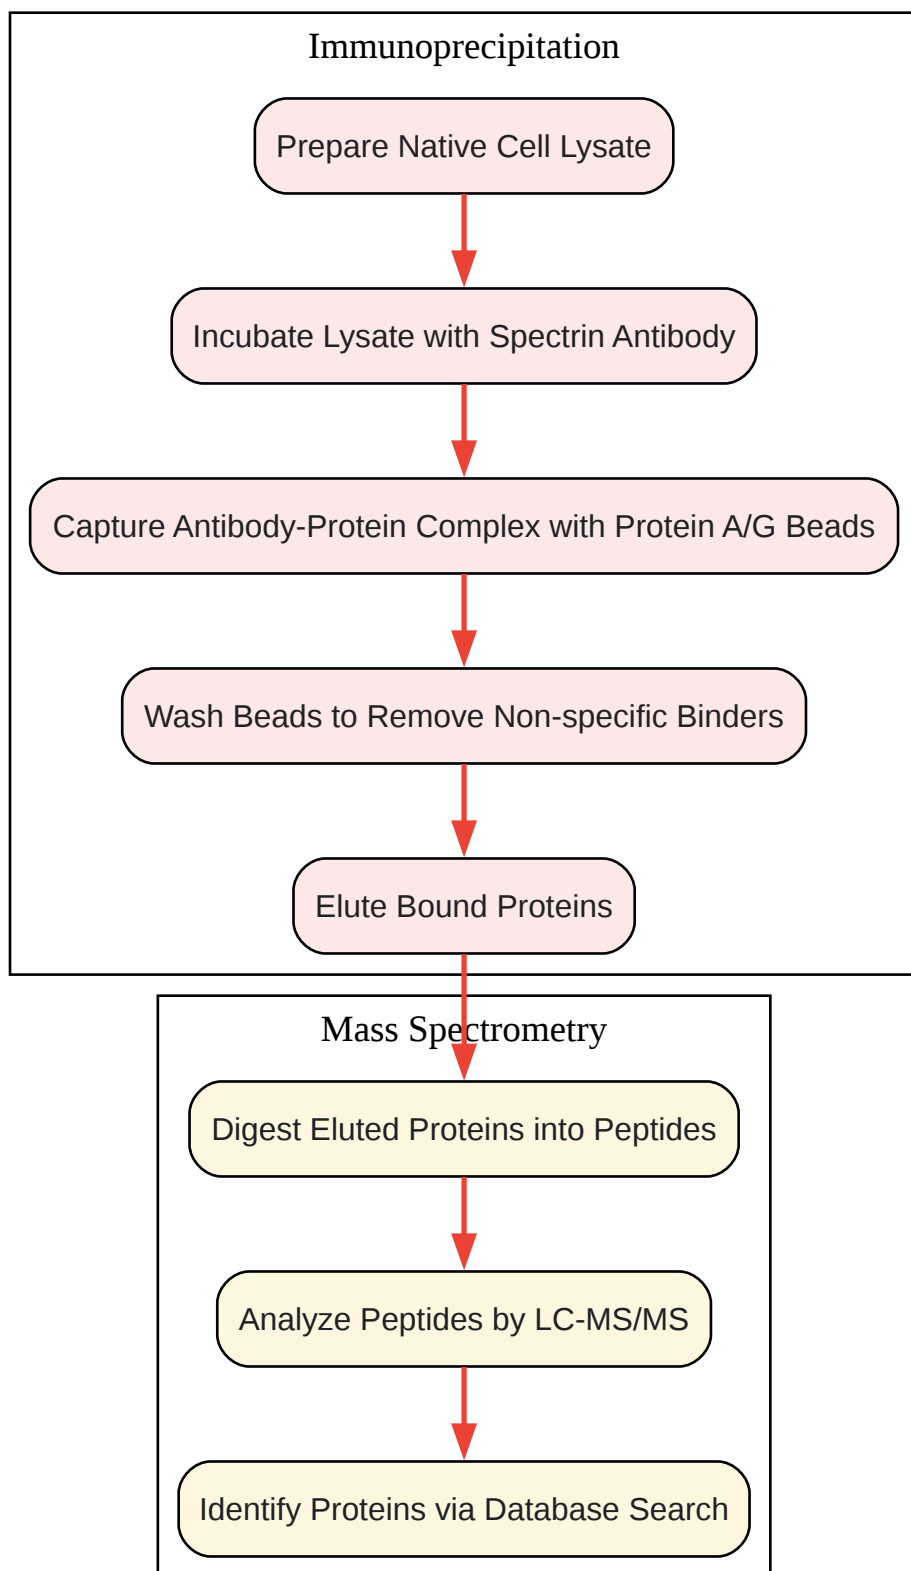 Immunoprecipitation
Prepare Native Cell Lysate
Incubate Lysate with Spectrin Antibody
Capture Antibody-Protein Complex with Protein A/G Beads
Wash Beads to Remove Non-specific Binders
Elute Bound Proteins
Mass Spectrometry
Digest Eluted Proteins into Peptides
Analyze Peptides by LC-MS/MS
Identify Proteins via Database Search